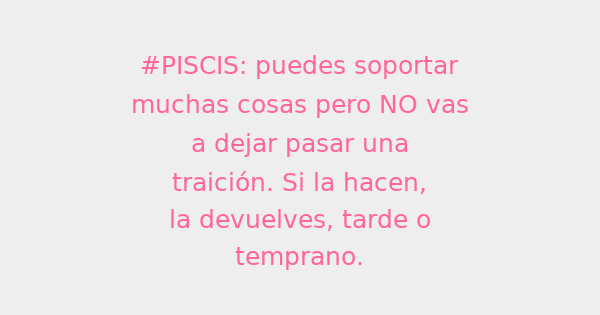 #PISCIS: puedes soportar
muchas cosas pero NO vas
a dejar pasar una
traición. Si la hacen,
la devuelves, tarde o
temprano.